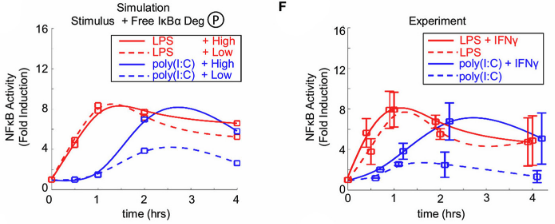 Simulation
Stimulus + Free IκBα Deg P
LPS + High
LPS + Low
poly(I:C) + High
poly(I:C) + Low
NFκB Activity
(Fold Induction)
16
12
8
4
0
0 1 2 3 4
time (hrs)
F
Experiment
LPS + IFNγ
LPS
poly(I:C) + IFNγ
poly(I:C)
NFκB Activity
(Fold Induction)
16
12
8
4
0
0 1 2 3 4
time (hrs)